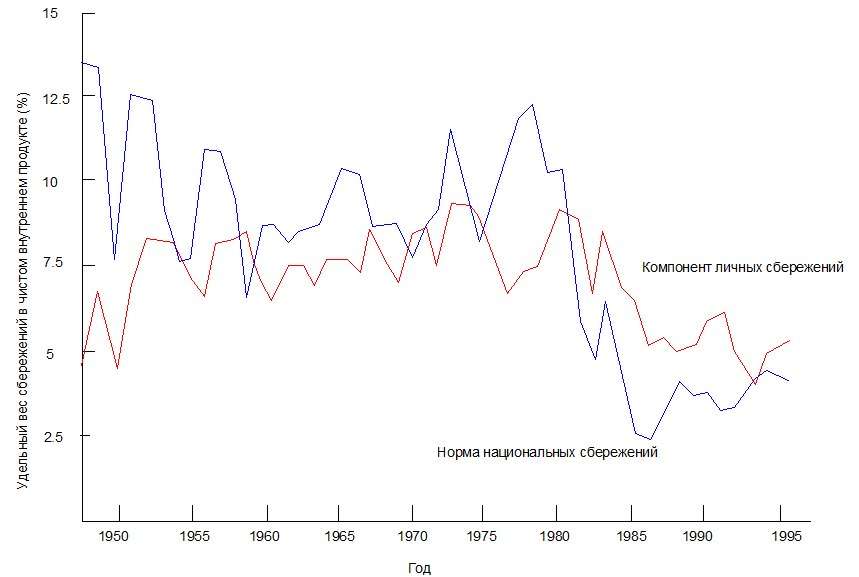 15
12.5
10
7.5
5
2.5
Удельный вес сбережений в чистом внутреннем продукте (%)
Компонент личных сбережений
Норма национальных сбережений
1950 1955 1960 1965 1970 1975 1980 1985 1990 1995
Год